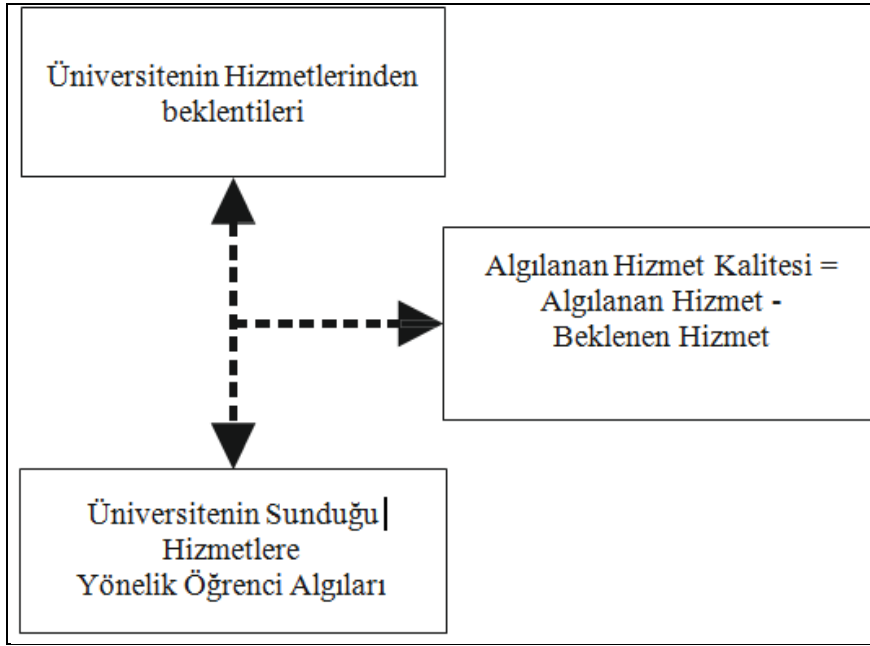 Üniversitenin Hizmetlerinden
beklentileri
Algılanan Hizmet Kalitesi =
Algılanan Hizmet -
Beklenen Hizmet
Üniversitenin Sunduğu
Hizmetlere
Yönelik Öğrenci Algıları